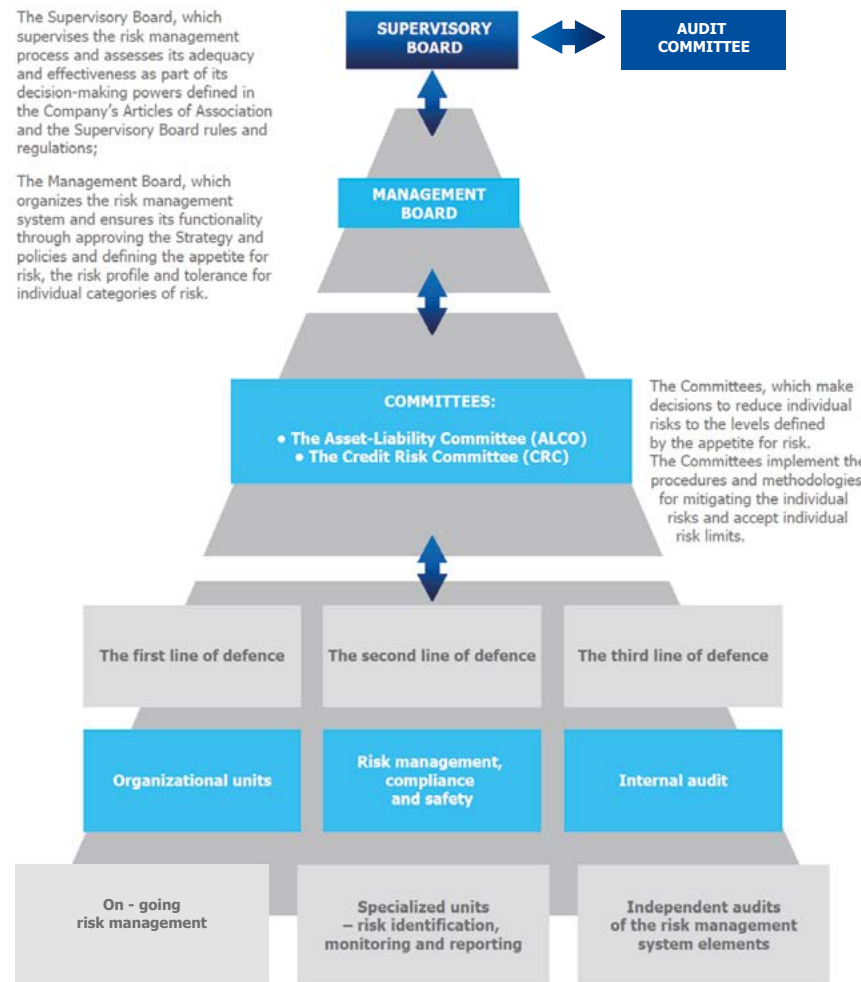 The Supervisory Board, which
supervises the risk management
process and assesses its adequacy
and effectiveness as part of its
decision-making powers defined in
the Company's Articles of Association
and the Supervisory Board rules and
regulations;
The Management Board, which
organizes the risk management
system and ensures its functionality
through approving the Strategy and
policies and defining the appetite for
risk, the risk profile and tolerance for
individual categories of risk.
SUPERVISORY
BOARD
AUDIT
COMMITTEE
MANAGEMENT
BOARD
COMMITTEES:
• The Asset-Liability Committee (ALCO)
• The Credit Risk Committee (CRC)
The Committees, which make
decisions to reduce individual
risks to the levels defined
by the appetite for risk.
The Committees implement the
procedures and methodologies
for mitigating the individual
risks and accept individual
risk limits.
The first line of defence
The second line of defence
The third line of defence
Organizational units
Risk management,
compliance
and safety
Internal audit
On - going
risk management
Specialized units
– risk identification,
monitoring and reporting
Independent audits
of the risk management
system elements